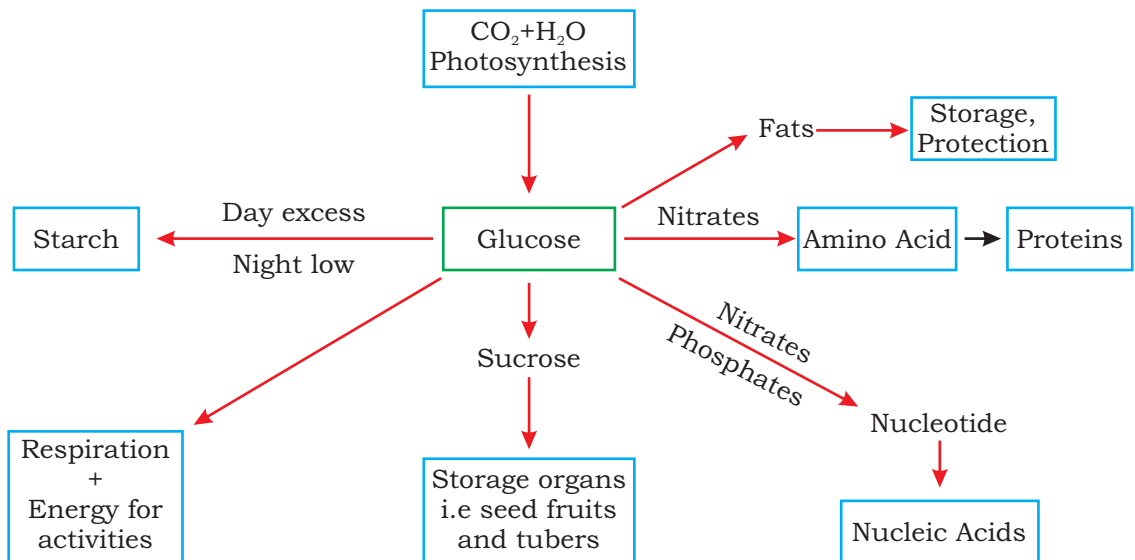 CO₂+H₂O
Photosynthesis
Fats
Storage,
Protection
Day excess
Night low
Starch
Glucose
Nitrates
Amino Acid
Proteins
Sucrose
Nitrates
Phosphates
Nucleotide
Respiration
+
Energy for
activities
Storage organs
i.e seed fruits
and tubers
Nucleic Acids